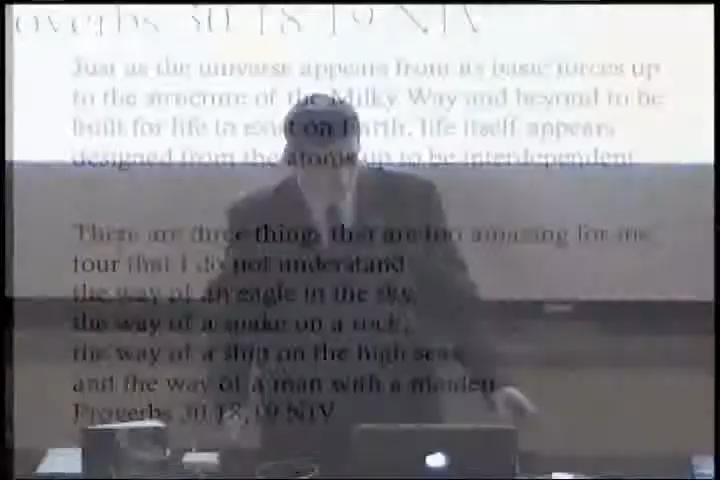 overbs 30 18 19 NIV
Just as the universe appears from its basic forces up
to the structure of the Milky Way and beyond to be
built for life to exist on Earth, life itself appears
designed from the atoms up to be interdependent
There are three things that are too amazing for me,
four that I do not understand
the way of an eagle in the sky,
the way of a snake on a rock,
the way of a ship on the high seas
and the way of a man with a maiden
Proverbs 30 18,19 NIV